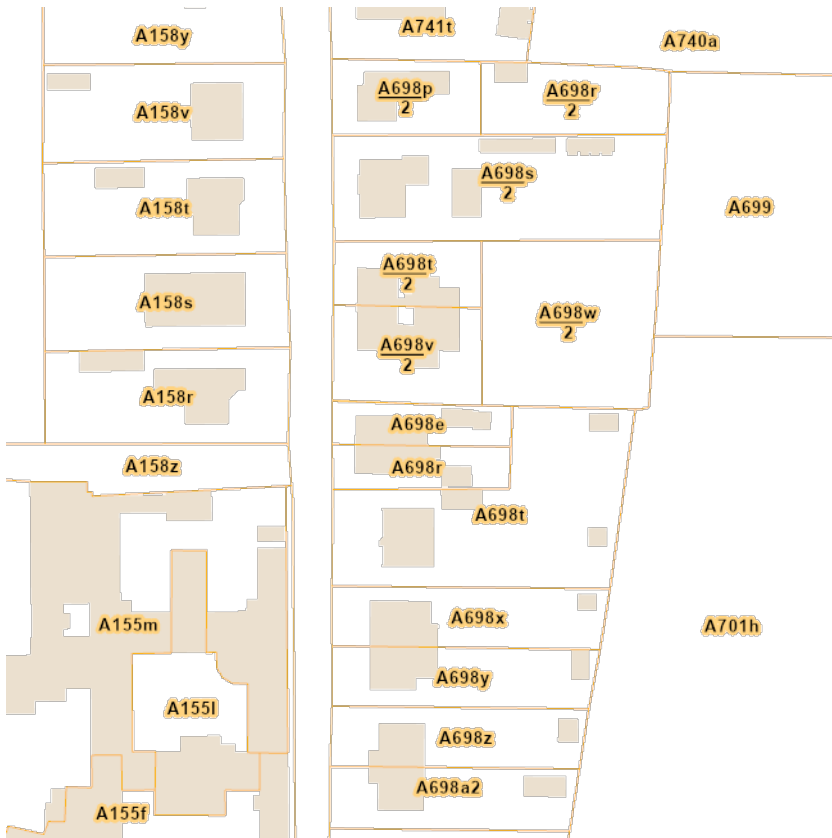 A158y
A741t
A740a
A158v
A698p
2
A698r
2
A158t
A698s
2
A699
A158s
A698t
2
A698w
2
A698v
2
A158r
A698e
A158z
A698r
A698t
A155m
A698x
A701h
A698y
A155l
A698z
A155f
A698a2